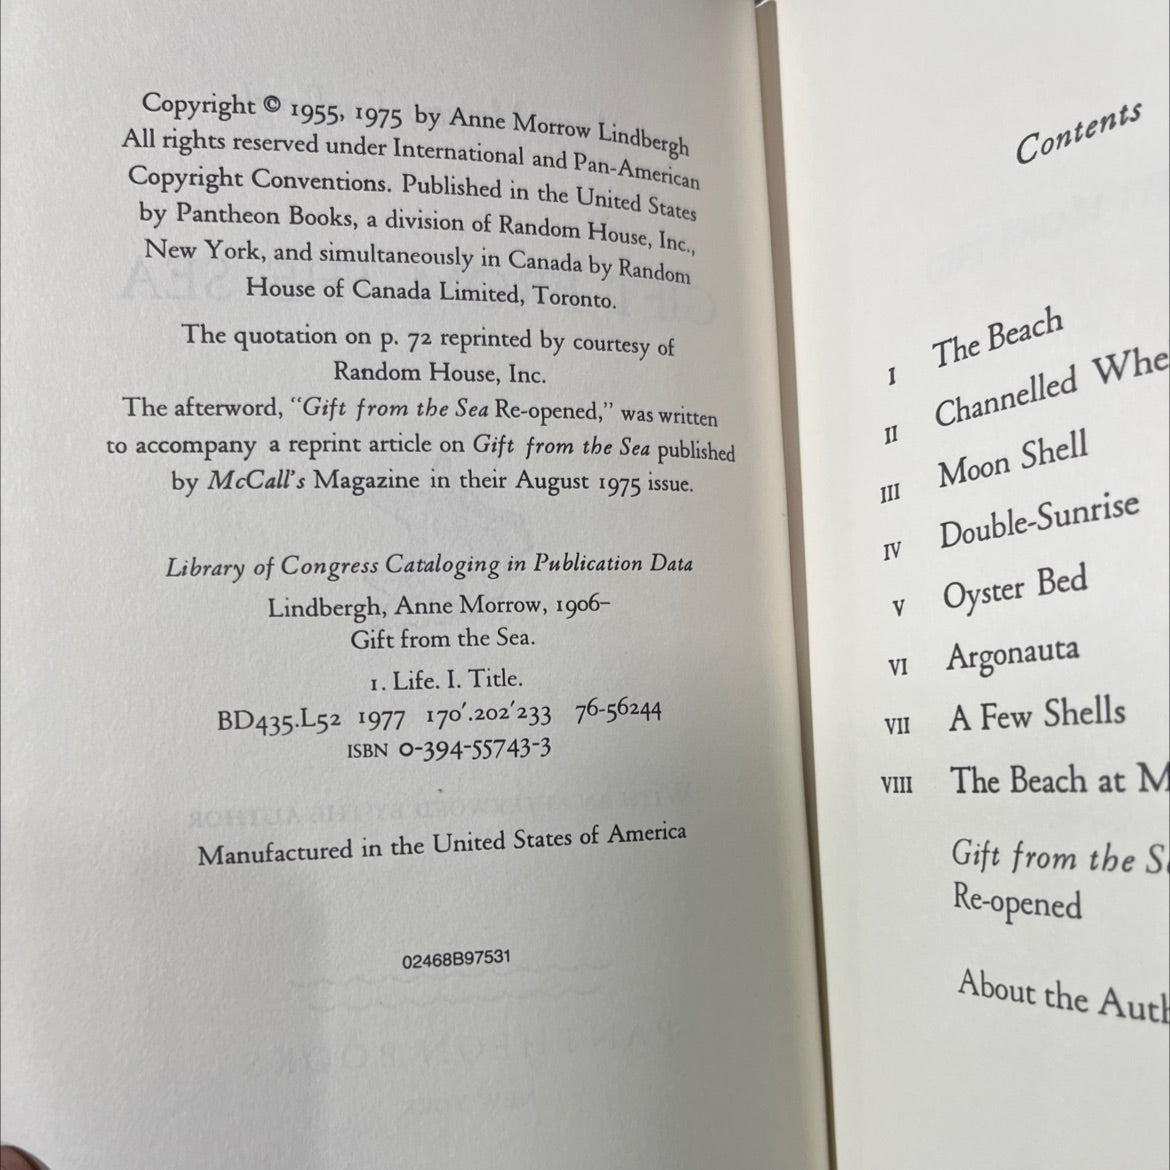 Copyright © 1955, 1975 by Anne Morrow Lindbergh
All rights reserved under International and Pan-American
Copyright Conventions. Published in the United States
by Pantheon Books, a division of Random House, Inc.,
New York, and simultaneously in Canada by Random
House of Canada Limited, Toronto.
The quotation on p. 72 reprinted by courtesy of
Random House, Inc.
The afterword, “Gift from the Sea Re-opened,” was written
to accompany a reprint article on Gift from the Sea published
by McCall's Magazine in their August 1975 issue.
Library of Congress Cataloging in Publication Data
Lindbergh, Anne Morrow, 1906–
Gift from the Sea.
1. Life. I. Title.
BD435.L52 1977 170′.202′233 76-56244
ISBN 0-394-55743-3
Manufactured in the United States of America
02468B97531
Contents
I The Beach
II Channelled Whe
III Moon Shell
IV Double-Sunrise
V Oyster Bed
VI Argonauta
VII A Few Shells
VIII The Beach at M
Gift from the Se
Re-opened
About the Auth